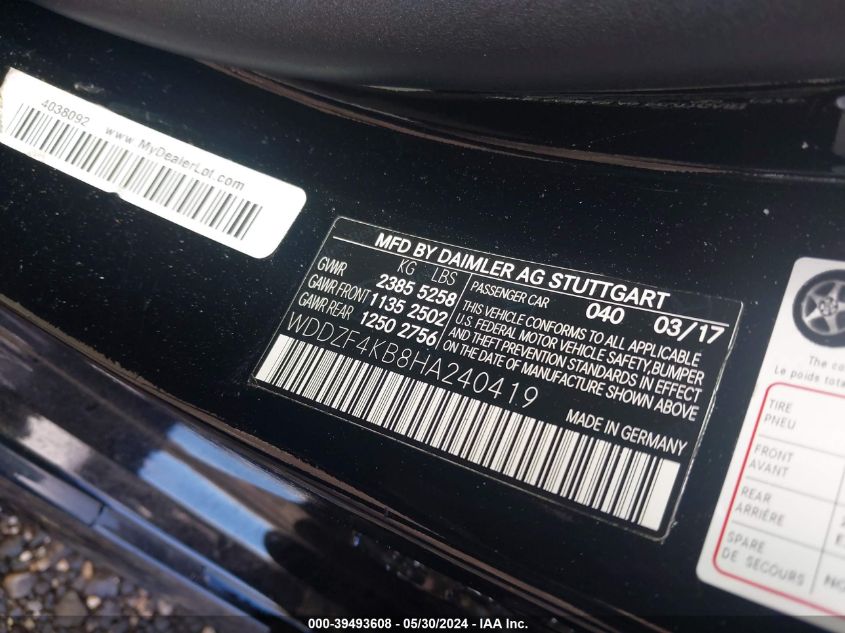 4038092
www.MyDealerLot.com
MFD BY DAIMLER AG STUTTGART
KG LBS
GVWR 2385 5258
GAWR FRONT 1135 2502
GAWR REAR 1250 2756
PASSENGER CAR 040 03/17
THIS VEHICLE CONFORMS TO ALL APPLICABLE
U.S. FEDERAL MOTOR VEHICLE SAFETY, BUMPER
AND THEFT PREVENTION STANDARDS IN EFFECT
ON THE DATE OF MANUFACTURE SHOWN ABOVE
WDDZF4KB8HA240419
MADE IN GERMANY
The
Le poids
TIRE
PNEU
FRONT
AVANT
REAR
ARRIÈRE
SPARE
DE SECOURS
000-39493608 - 05/30/2024 - IAA Inc.